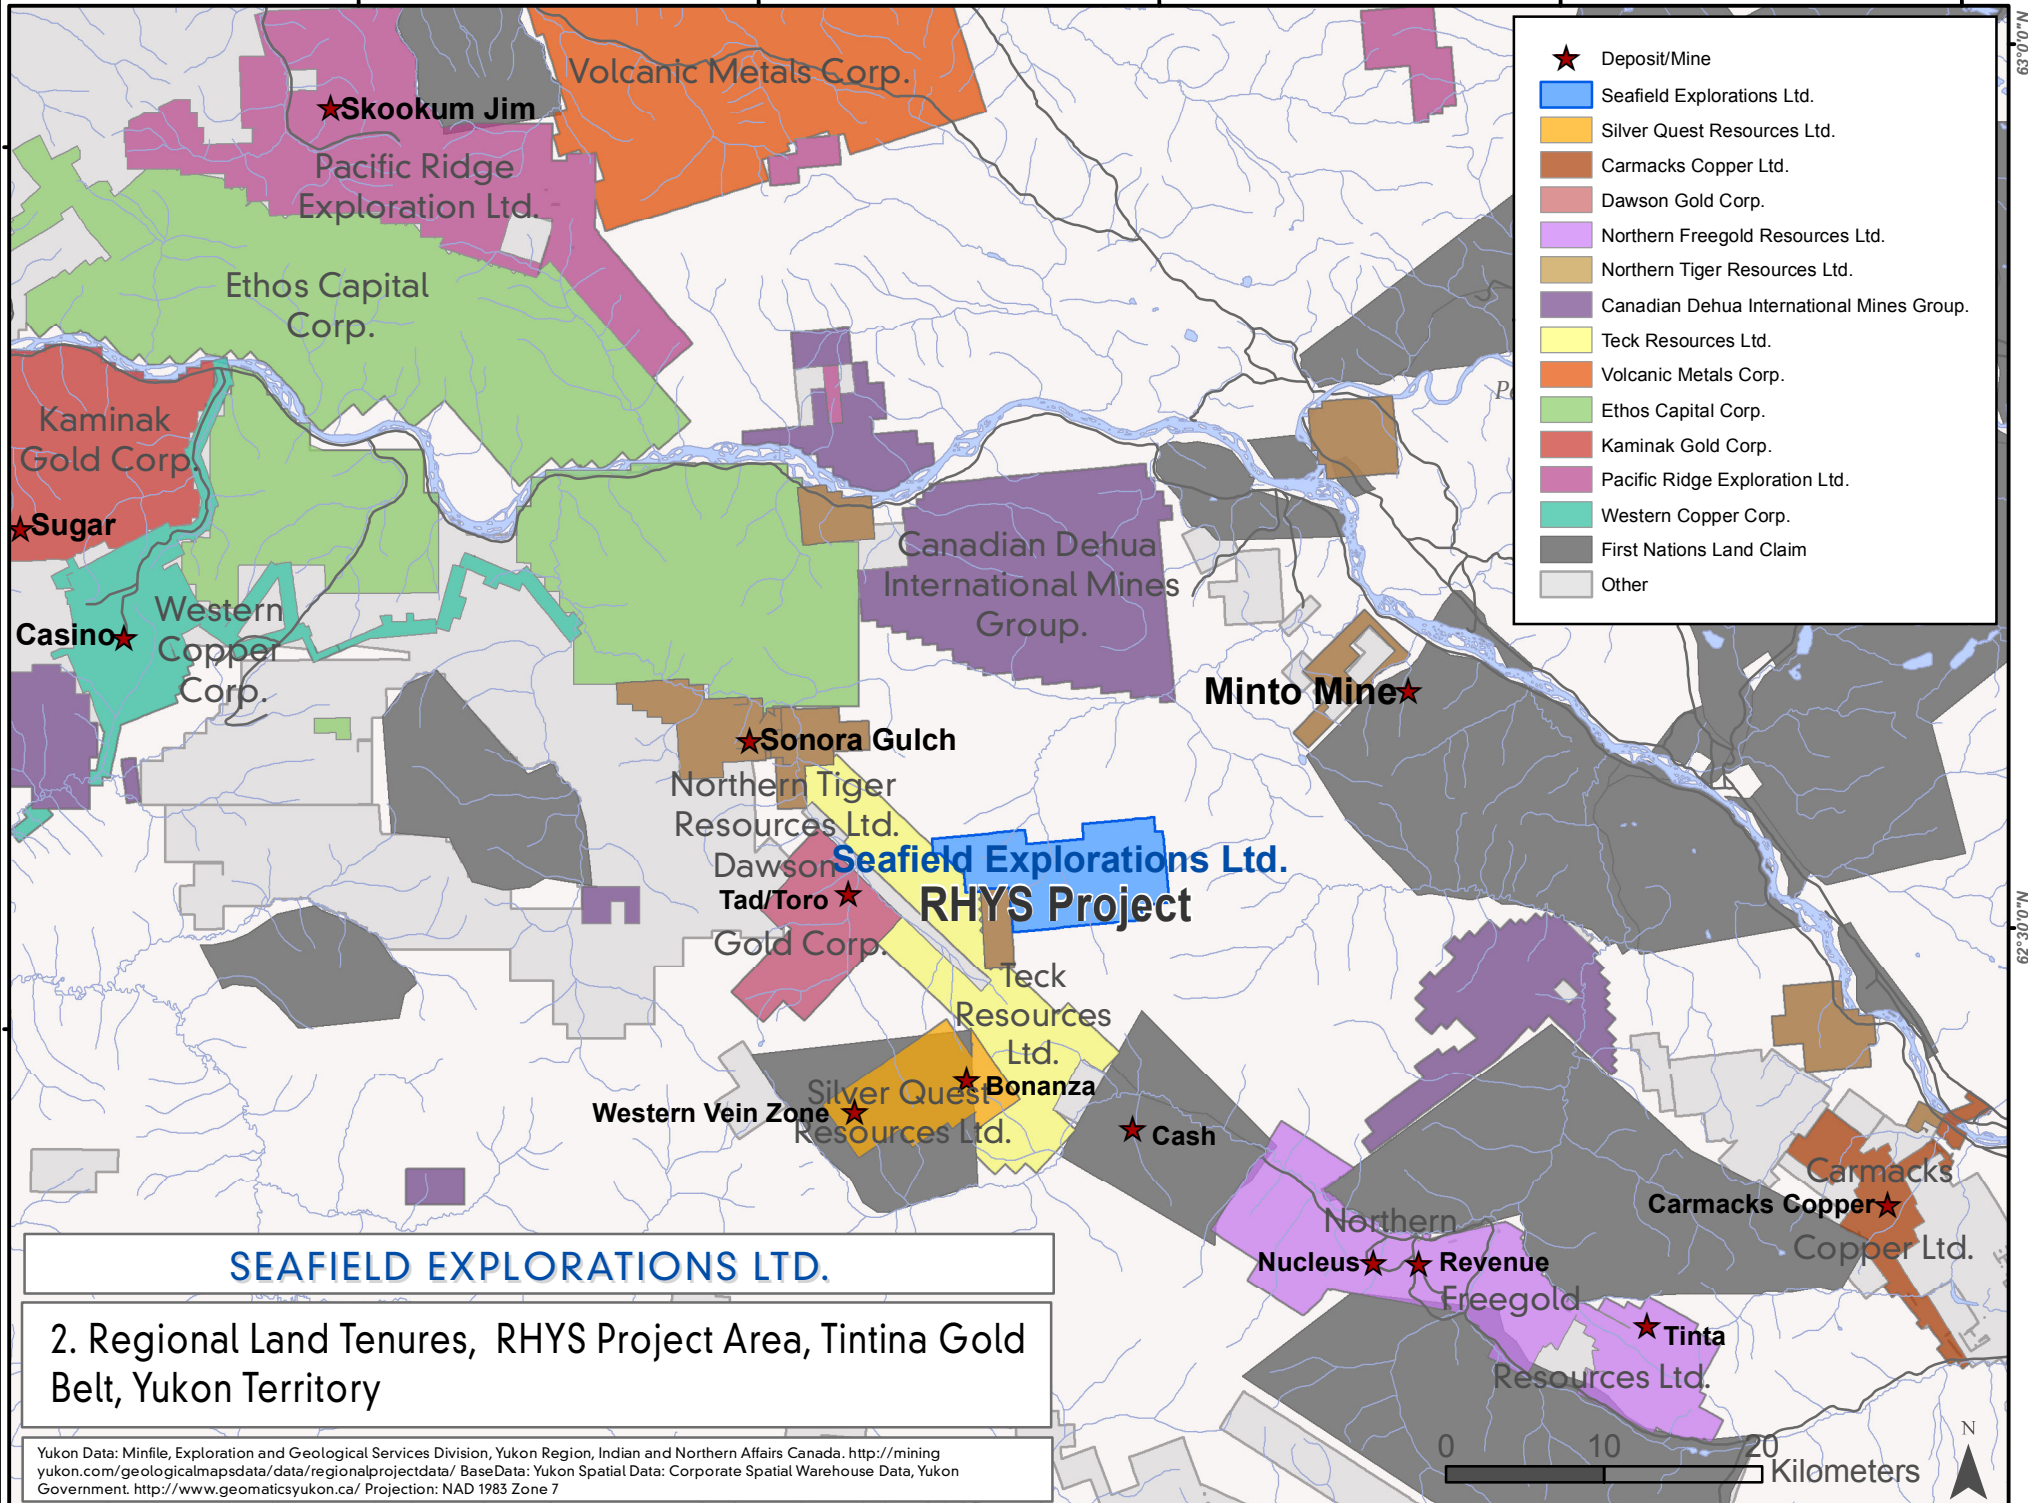 Volcanic Metals Corp.
Skookum Jim
Pacific Ridge
Exploration Ltd.
Ethos Capital
Corp.
Kaminak
Gold Corp.
Sugar
Casino
Western
Copper
Corp.
Canadian Dehua
International Mines
Group.
Minto Mine
Sonora Gulch
Northern Tiger
Resources Ltd.
Dawson
Tad/Toro
Gold Corp.
Seafield Explorations Ltd.
RHYS Project
Teck
Resources
Ltd.
Silver Quest
Resources Ltd.
Bonanza
Western Vein Zone
Cash
Northern
Nucleus
Revenue
Freegold
Tinta
Resources Ltd.
Carmacks
Carmacks Copper
Copper Ltd.
Deposit/Mine
Seafield Explorations Ltd.
Silver Quest Resources Ltd.
Carmacks Copper Ltd.
Dawson Gold Corp.
Northern Freegold Resources Ltd.
Northern Tiger Resources Ltd.
Canadian Dehua International Mines Group.
Teck Resources Ltd.
Volcanic Metals Corp.
Ethos Capital Corp.
Kaminak Gold Corp.
Pacific Ridge Exploration Ltd.
Western Copper Corp.
First Nations Land Claim
Other
63°0'0"N
62°30'0"N
SEAFIELD EXPLORATIONS LTD.
2. Regional Land Tenures, RHYS Project Area, Tintina Gold
Belt, Yukon Territory
Yukon Data: Minfile, Exploration and Geological Services Division, Yukon Region, Indian and Northern Affairs Canada. http://mining
yukon.com/geologicalmapsdata/data/regionalprojectdata/ BaseData: Yukon Spatial Data: Corporate Spatial Warehouse Data, Yukon
Government. http://www.geomaticsyukon.ca/ Projection: NAD 1983 Zone 7
0 10 20
Kilometers
N